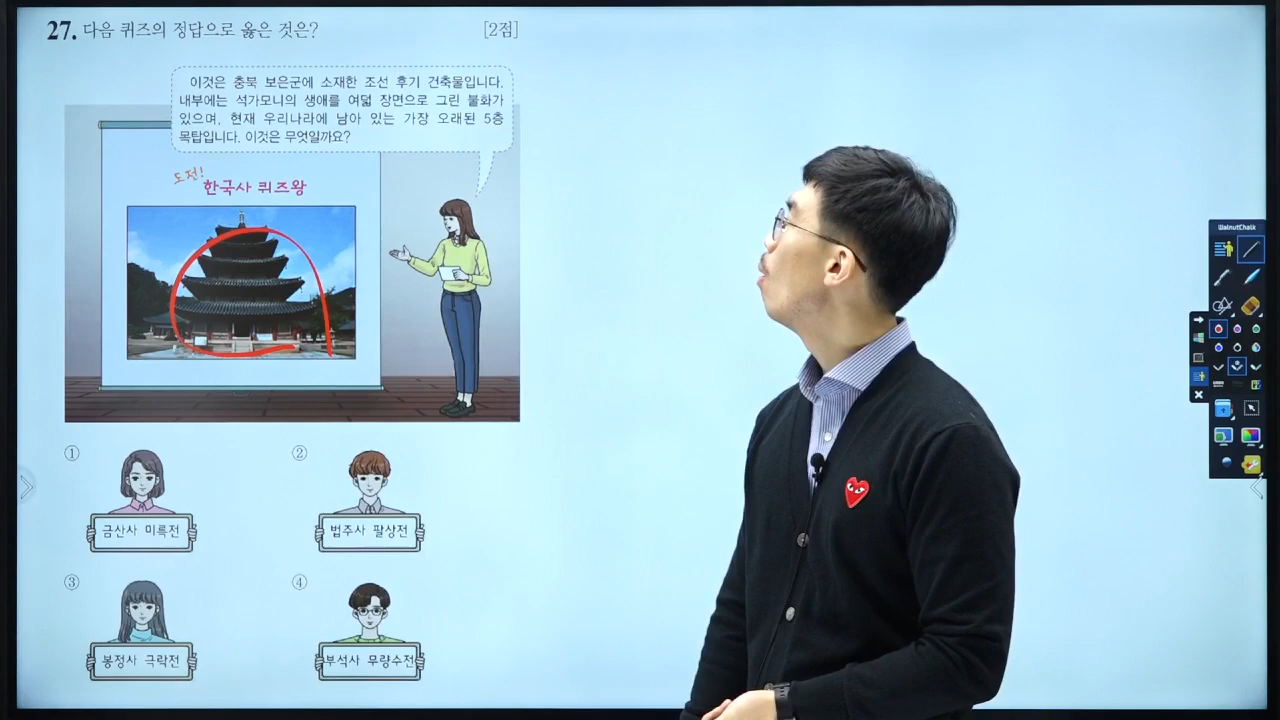 27. 다음 퀴즈의 정답으로 옳은 것은? [2점]
이것은 충북 보은군에 소재한 조선 후기 건축물입니다.
내부에는 석가모니의 생애를 여덟 장면으로 그린 불화가
있으며, 현재 우리나라에 남아 있는 가장 오래된 5층
목탑입니다. 이것은 무엇일까요?
도전!
한국사 퀴즈왕
① 금산사 미륵전
② 법주사 팔상전
③ 봉정사 극락전
④ 부석사 무량수전
WalnutChalk